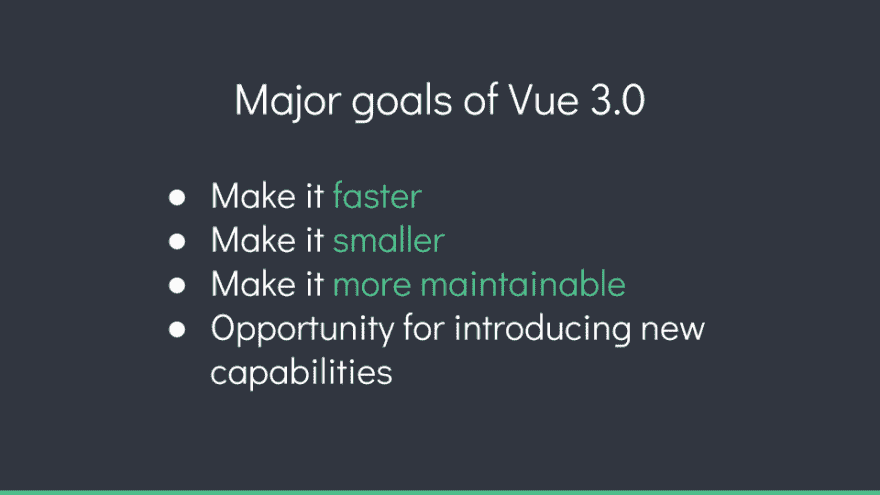 Major goals of Vue 3.0
● Make it faster
● Make it smaller
● Make it more maintainable
● Opportunity for introducing new
capabilities